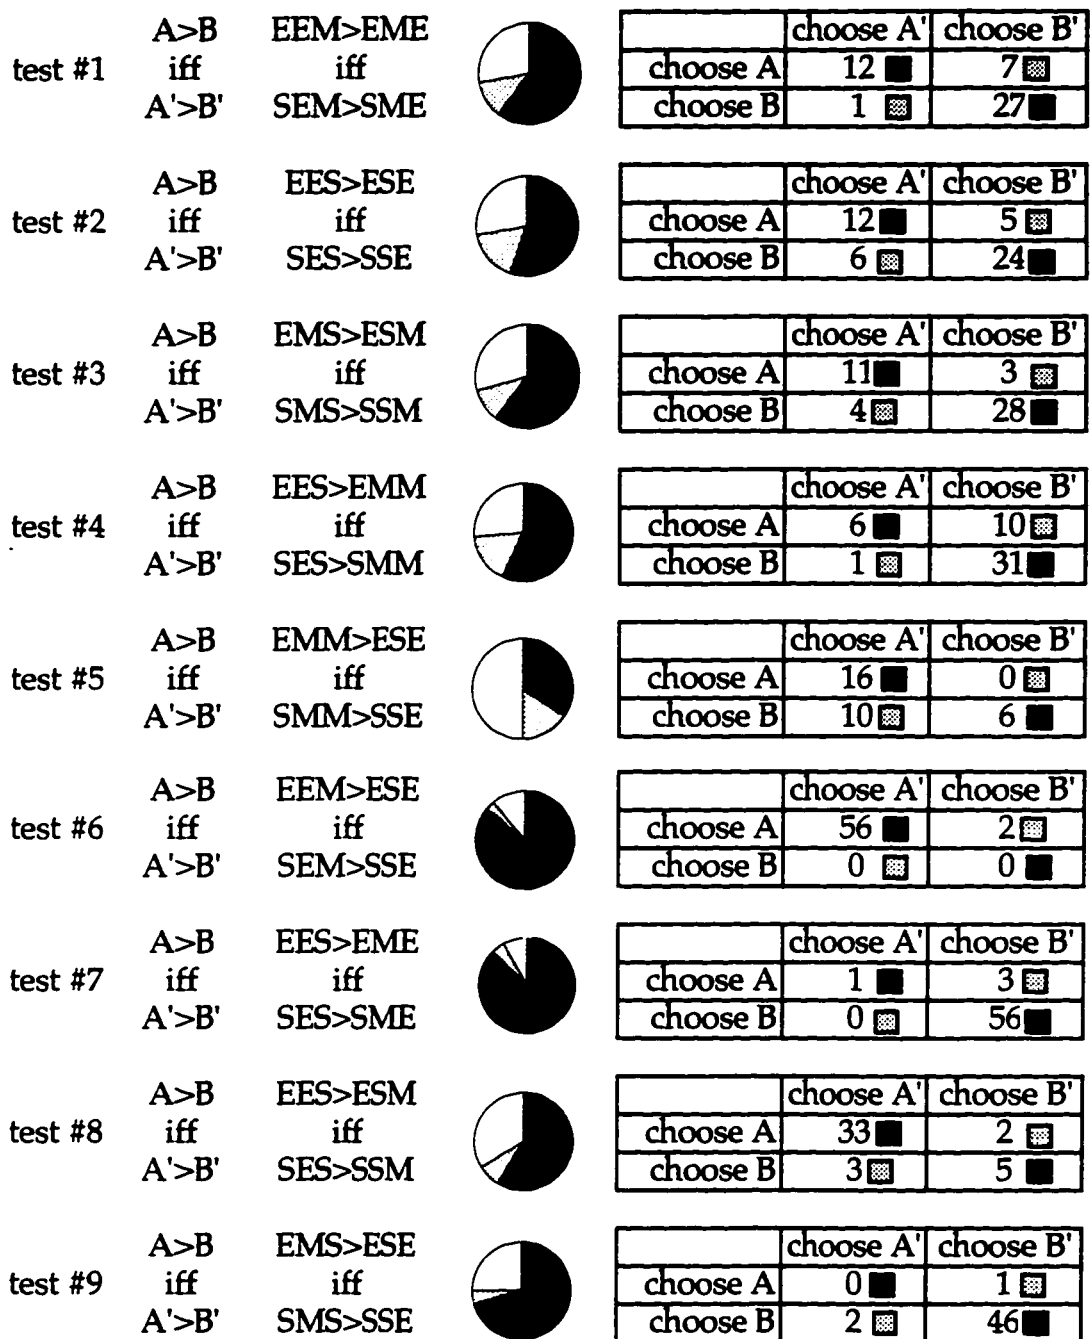 A>B EEM>EME choose A' choose B'
test #1 iff iff choose A 12 7
A'>B' SEM>SME choose B 1 27
A>B EES>ESE choose A' choose B'
test #2 iff iff choose A 12 5
A'>B' SES>SSE choose B 6 24
A>B EMS>ESM choose A' choose B'
test #3 iff iff choose A 11 3
A'>B' SMS>SSM choose B 4 28
A>B EES>EMM choose A' choose B'
test #4 iff iff choose A 6 10
A'>B' SES>SMM choose B 1 31
A>B EMM>ESE choose A' choose B'
test #5 iff iff choose A 16 0
A'>B' SMM>SSE choose B 10 6
A>B EEM>ESE choose A' choose B'
test #6 iff iff choose A 56 2
A'>B' SEM>SSE choose B 0 0
A>B EES>EME choose A' choose B'
test #7 iff iff choose A 1 3
A'>B' SES>SME choose B 0 56
A>B EES>ESM choose A' choose B'
test #8 iff iff choose A 33 2
A'>B' SES>SSM choose B 3 5
A>B EMS>ESE choose A' choose B'
test #9 iff iff choose A 0 1
A'>B' SMS>SSE choose B 2 46